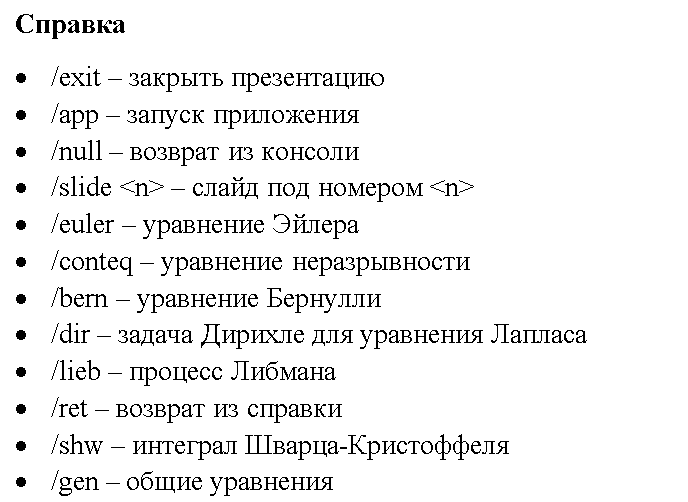 Справка
• /exit – закрыть презентацию
• /app – запуск приложения
• /null – возврат из консоли
• /slide <n> – слайд под номером <n>
• /euler – уравнение Эйлера
• /conteq – уравнение неразрывности
• /bern – уравнение Бернулли
• /dir – задача Дирихле для уравнения Лапласа
• /lieb – процесс Либмана
• /ret – возврат из справки
• /shw – интеграл Шварца-Кристоффеля
• /gen – общие уравнения